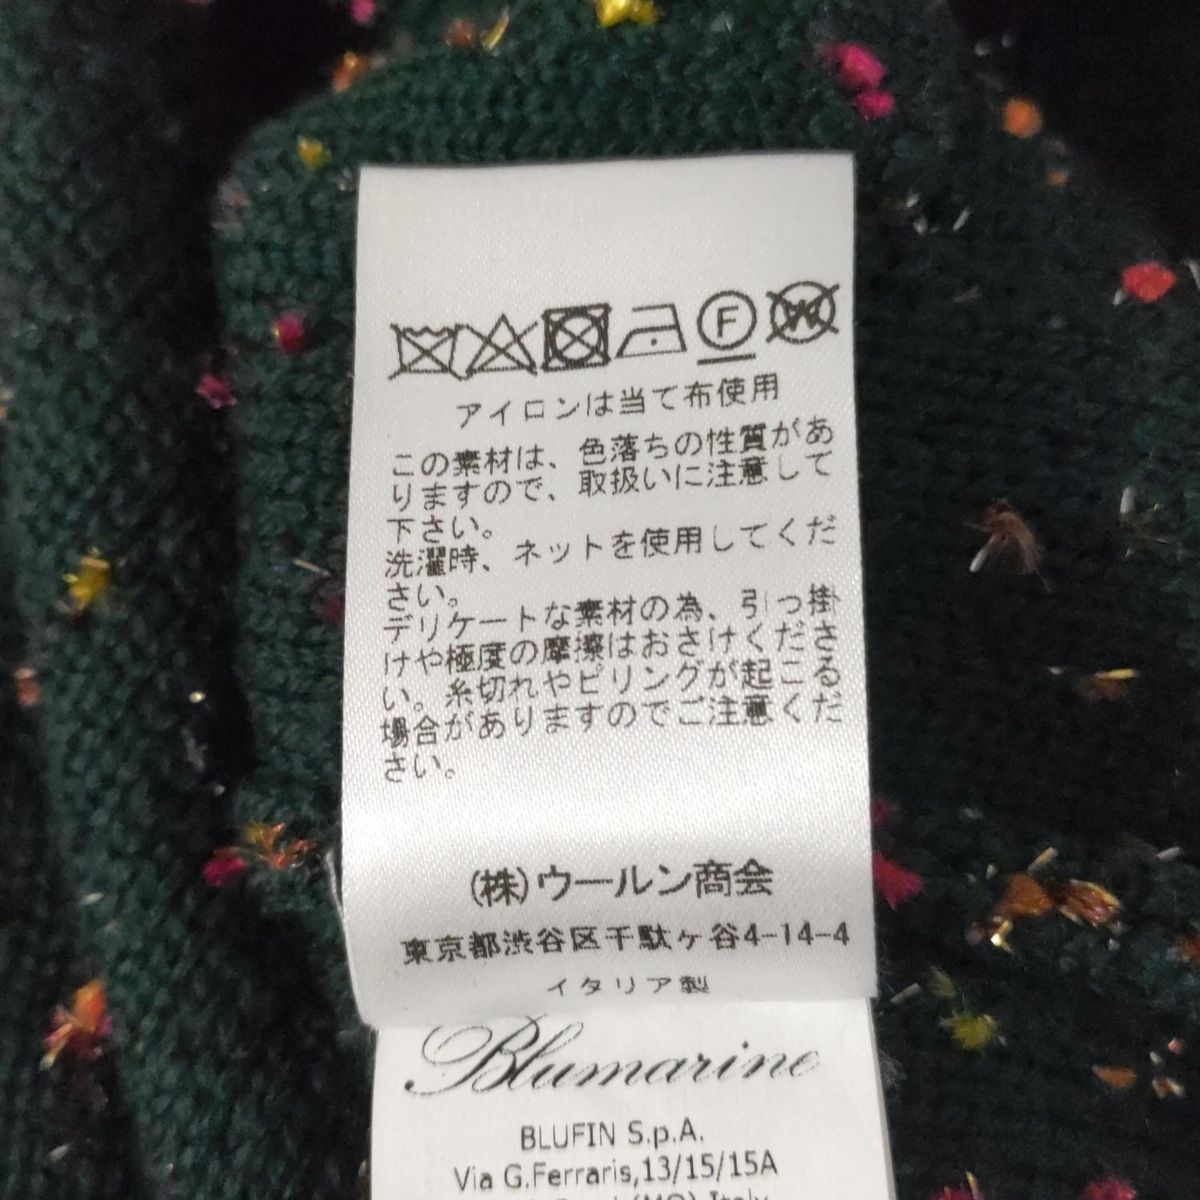 F W
アイロンは当て布使用
この素材は、色落ちの性質があ
りますので、取扱いに注意して
下さい。
洗濯時、ネットを使用してくだ
さい。
デリケートな素材の為、引っ掛
けや極度の摩擦はおさけくださ
い。糸切れやピリングが起こる
場合がありますのでご注意くだ
さい。
(株)ウールン商会
東京都渋谷区千駄ヶ谷4-14-4
イタリア製
Blumarine
BLUFIN S.p.A.
Via G.Ferraris,13/15/15A
(MO) Italy